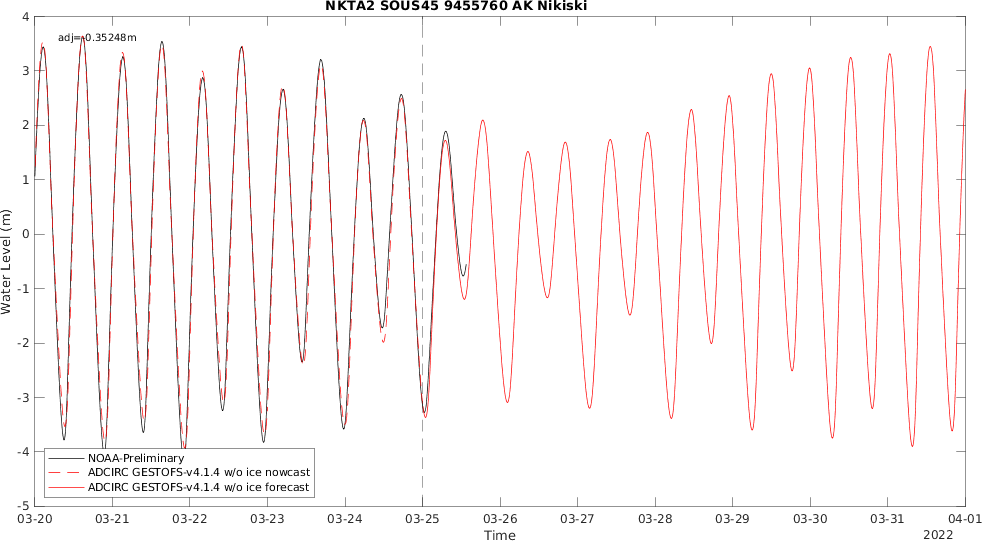 NKTA2 SOUS45 9455760 AK Nikiski
adj=-0.35248m
4
3
2
1
0
-1
-2
-3
-4
-5
Water Level (m)
NOAA-Preliminary
ADCIRC GESTOFS-v4.1.4 w/o ice nowcast
ADCIRC GESTOFS-v4.1.4 w/o ice forecast
03-20 03-21 03-22 03-23 03-24 03-25 03-26 03-27 03-28 03-29 03-30 03-31 04-01
Time
2022